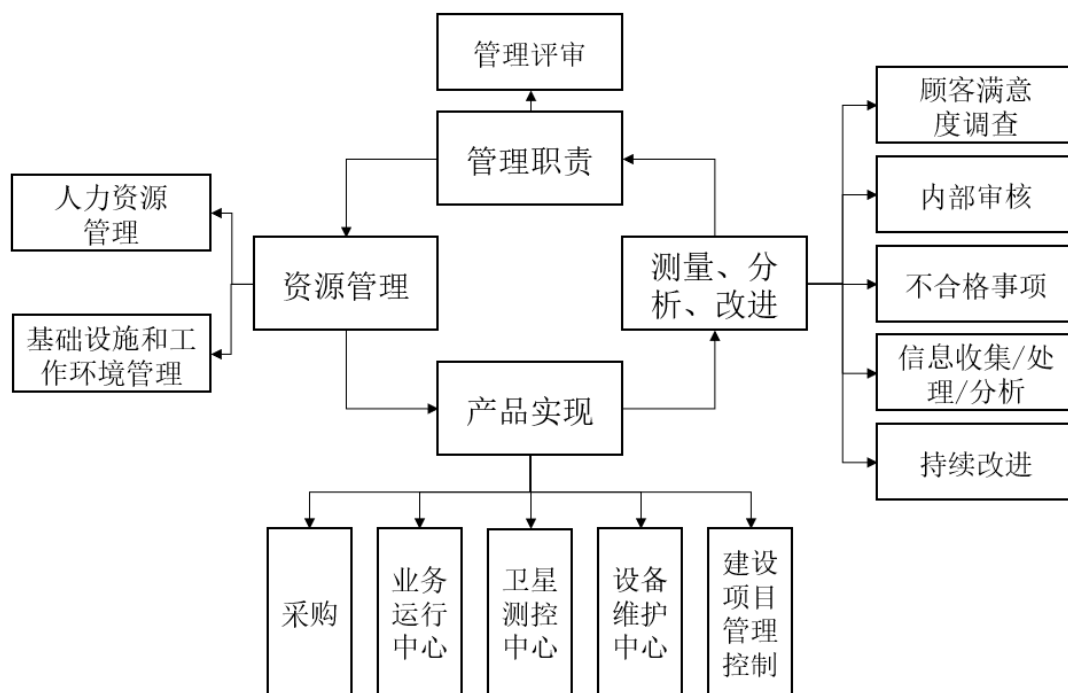 管理评审
管理职责
顾客满意
度调查
人力资源
管理
内部审核
资源管理
测量、分
析、改进
不合格事项
基础设施和工
作环境管理
信息收集/处
理/分析
产品实现
持续改进
采购
业务
运行
中心
卫星
测控
中心
设备
维护
中心
建设
项目
管理
控制